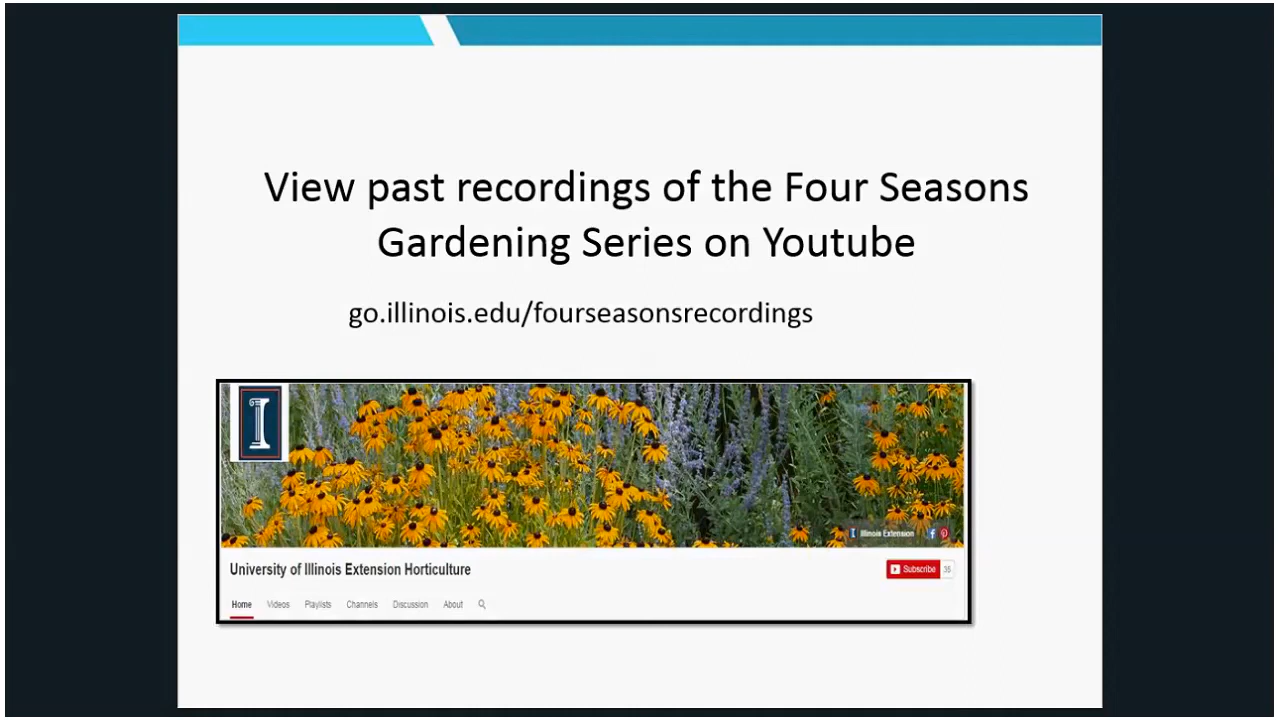 View past recordings of the Four Seasons
Gardening Series on Youtube
go.illinois.edu/fourseasonsrecordings
I
Illinois Extension
University of Illinois Extension Horticulture
Subscribe 35
Home Videos Playlists Channels Discussion About